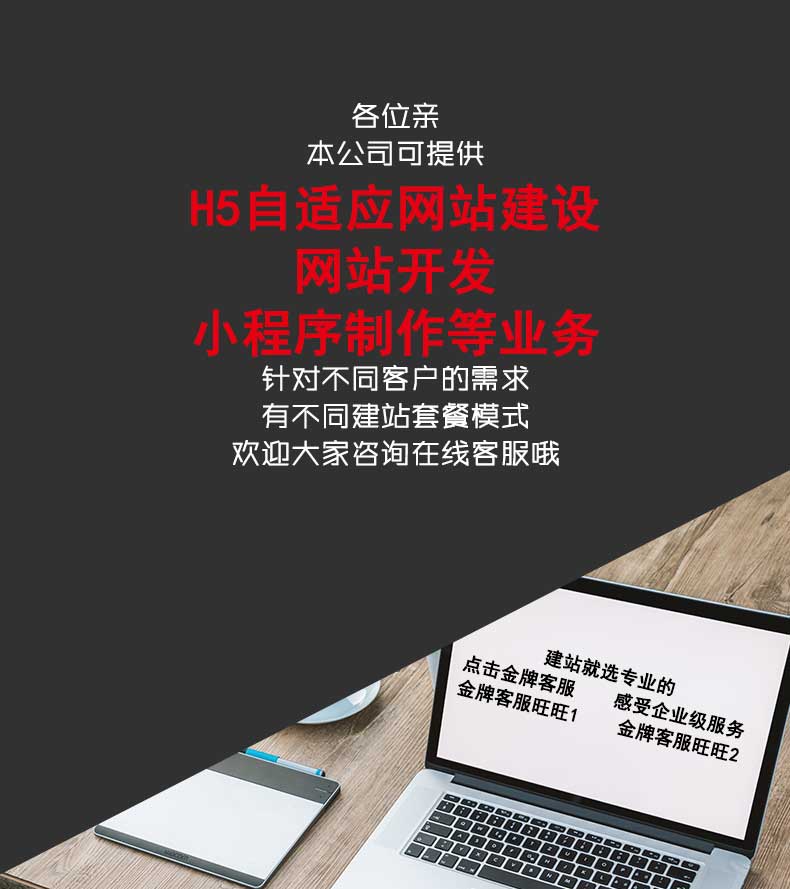 各位亲
本公司可提供
H5自适应网站建设
网站开发
小程序制作等业务
针对不同客户的需求
有不同建站套餐模式
欢迎大家咨询在线客服哦
建站就选专业的
点击金牌客服
感受企业级服务
金牌客服旺旺1
金牌客服旺旺2